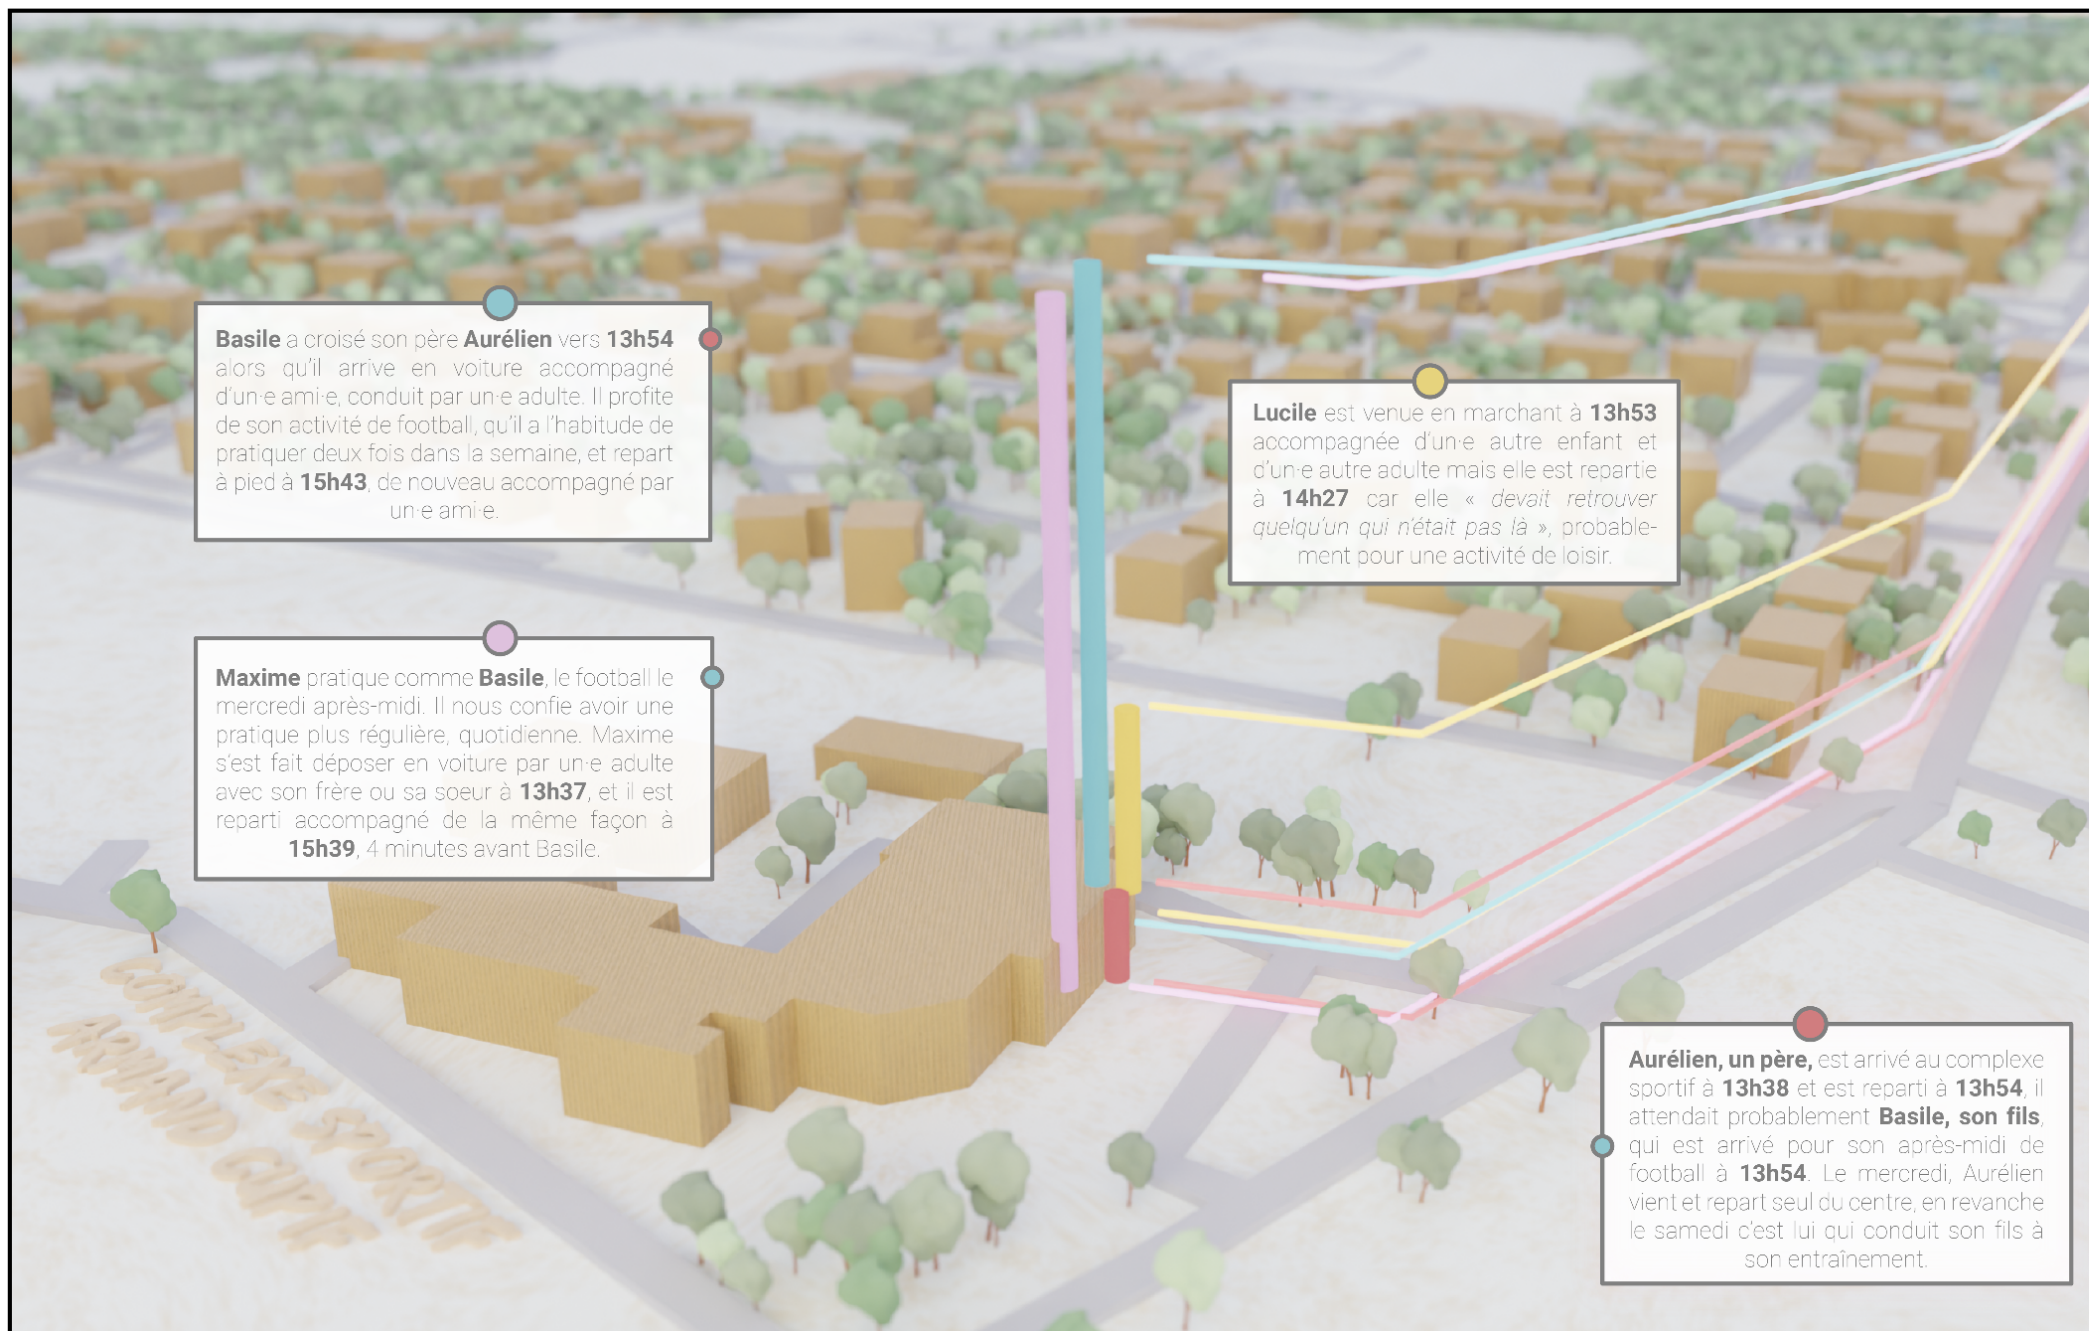 Basile a croisé son père Aurélien vers 13h54
alors qu'il arrive en voiture accompagné
d'un·e ami·e, conduit par un·e adulte. Il profite
de son activité de football, qu'il a l'habitude de
pratiquer deux fois dans la semaine, et repart
à pied à 15h43, de nouveau accompagné par
un·e ami·e.
Lucile est venue en marchant à 13h53
accompagnée d'un·e autre enfant et
d'un·e autre adulte mais elle est repartie
à 14h27 car elle « devait retrouver
quelqu'un qui n'était pas là », probable-
ment pour une activité de loisir.
Maxime pratique comme Basile, le football le
mercredi après-midi. Il nous confie avoir une
pratique plus régulière, quotidienne. Maxime
s'est fait déposer en voiture par un·e adulte
avec son frère ou sa soeur à 13h37, et il est
reparti accompagné de la même façon à
15h39, 4 minutes avant Basile.
COMPLEXE SPORTIF
ARMAND
Aurélien, un père, est arrivé au complexe
sportif à 13h38 et est reparti à 13h54, il
attendait probablement Basile, son fils,
qui est arrivé pour son après-midi de
football à 13h54. Le mercredi, Aurélien
vient et repart seul du centre, en revanche
le samedi c'est lui qui conduit son fils à
son entraînement.